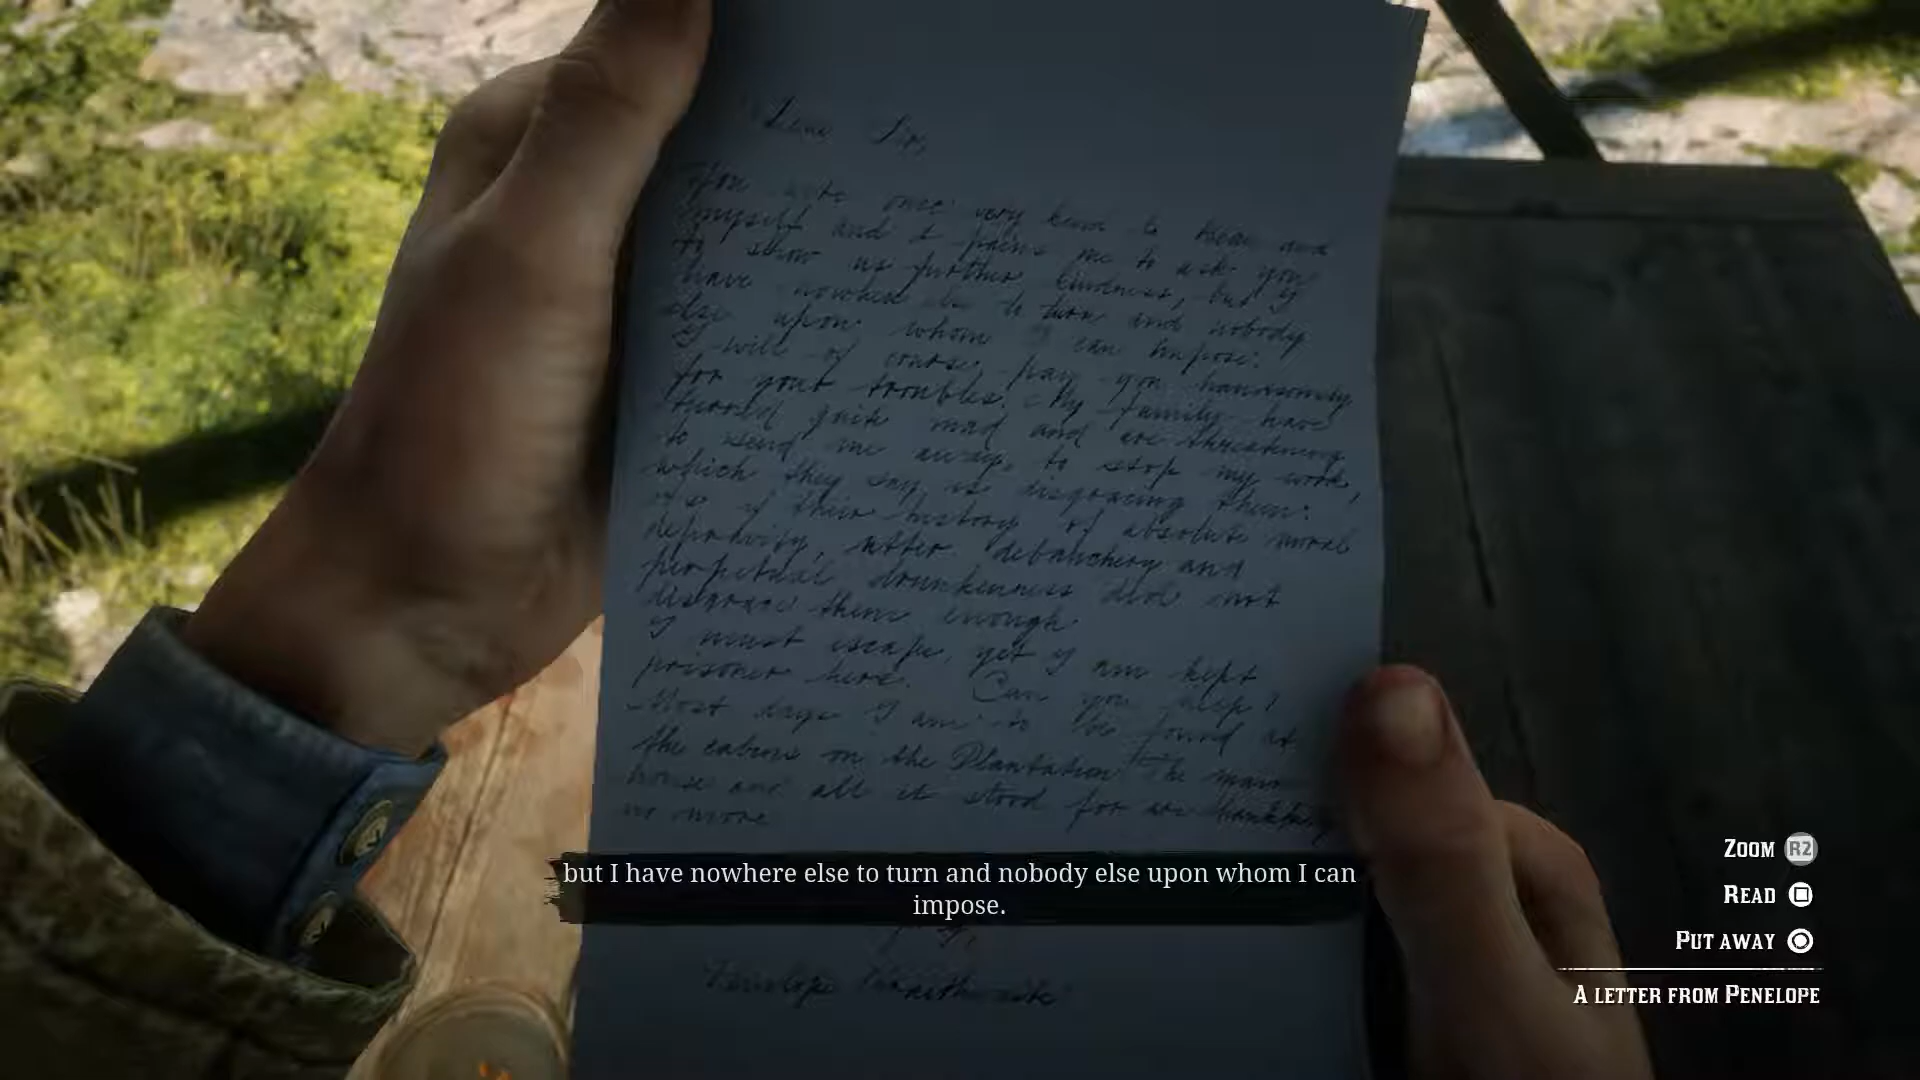 Dear Sir,
You were once very kind to Beau and
myself and it pains me to ask you
to show us further kindness, but I
have nowhere else to turn and nobody
else upon whom I can impose.
I will of course, pay you handsomely
for your troubles. My family have
turned quite mad and are threatening
to send me away, to stop my work,
which they say is disgracing them.
As if their history of absolute moral
depravity, utter debauchery and
perpetual drunkenness did not
disgrace them enough.
I must escape, yet I am kept
prisoner here. Can you help?
Most days I am to be found at
the cabins on the Plantation. The main
house and all it stood for are thankfully
no more
but I have nowhere else to turn and nobody else upon whom I can
impose.
Penelope Braithwaite
ZOOM R2
READ
PUT AWAY
A LETTER FROM PENELOPE